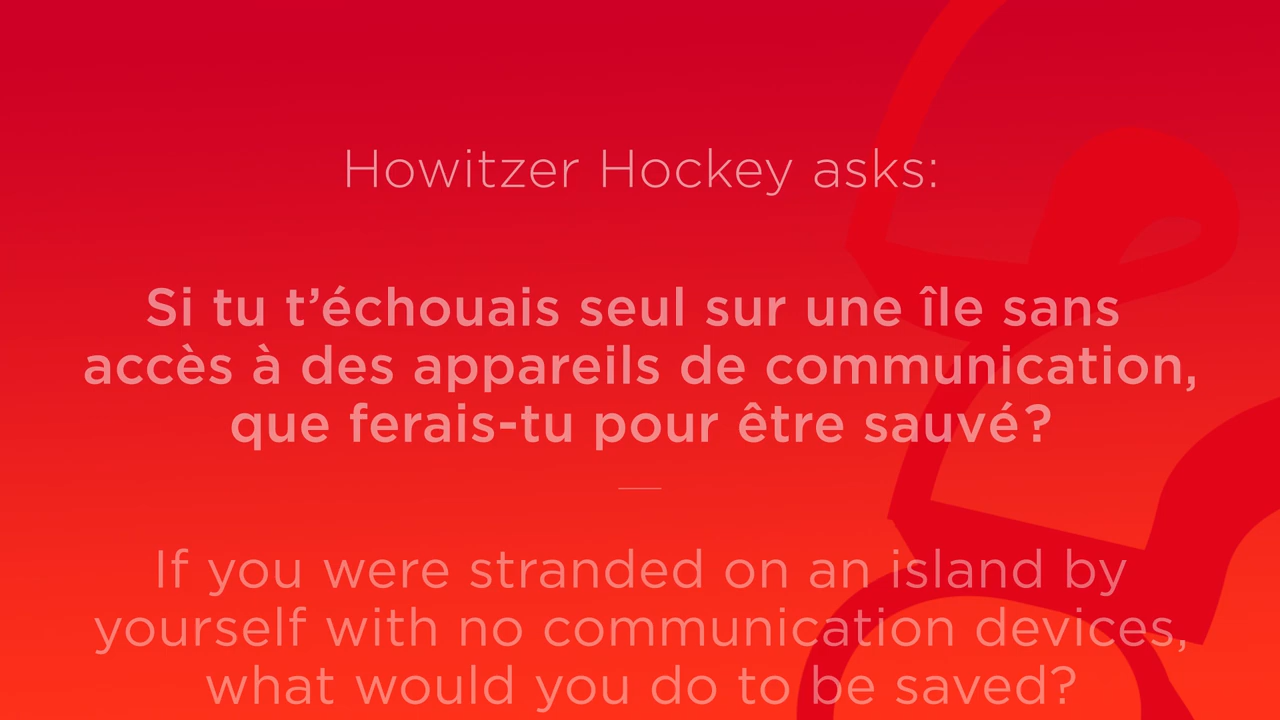 Howitzer Hockey asks:
Si tu t’échouais seul sur une île sans
accès à des appareils de communication,
que ferais-tu pour être sauvé?
If you were stranded on an island by
yourself with no communication devices,
what would you do to be saved?